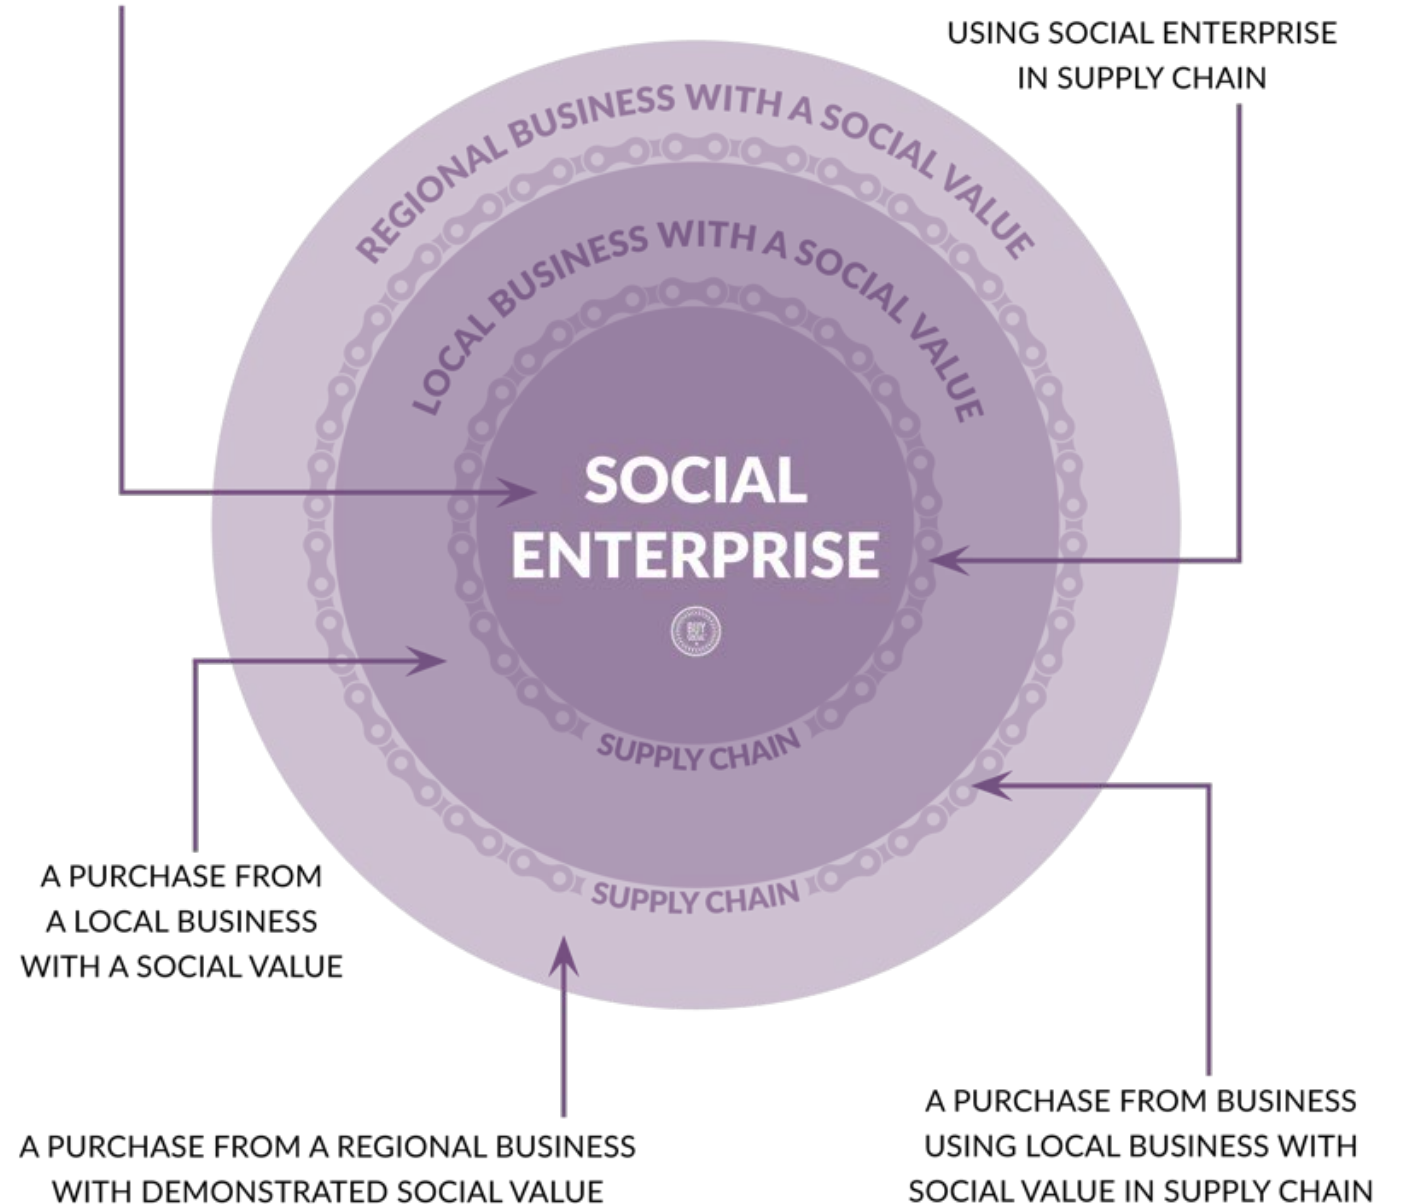 USING SOCIAL ENTERPRISE
IN SUPPLY CHAIN
REGIONAL BUSINESS WITH A SOCIAL VALUE
LOCAL BUSINESS WITH A SOCIAL VALUE
SOCIAL
ENTERPRISE
BUY
SOCIAL
SUPPLY CHAIN
SUPPLY CHAIN
A PURCHASE FROM
A LOCAL BUSINESS
WITH A SOCIAL VALUE
A PURCHASE FROM A REGIONAL BUSINESS
WITH DEMONSTRATED SOCIAL VALUE
A PURCHASE FROM BUSINESS
USING LOCAL BUSINESS WITH
SOCIAL VALUE IN SUPPLY CHAIN